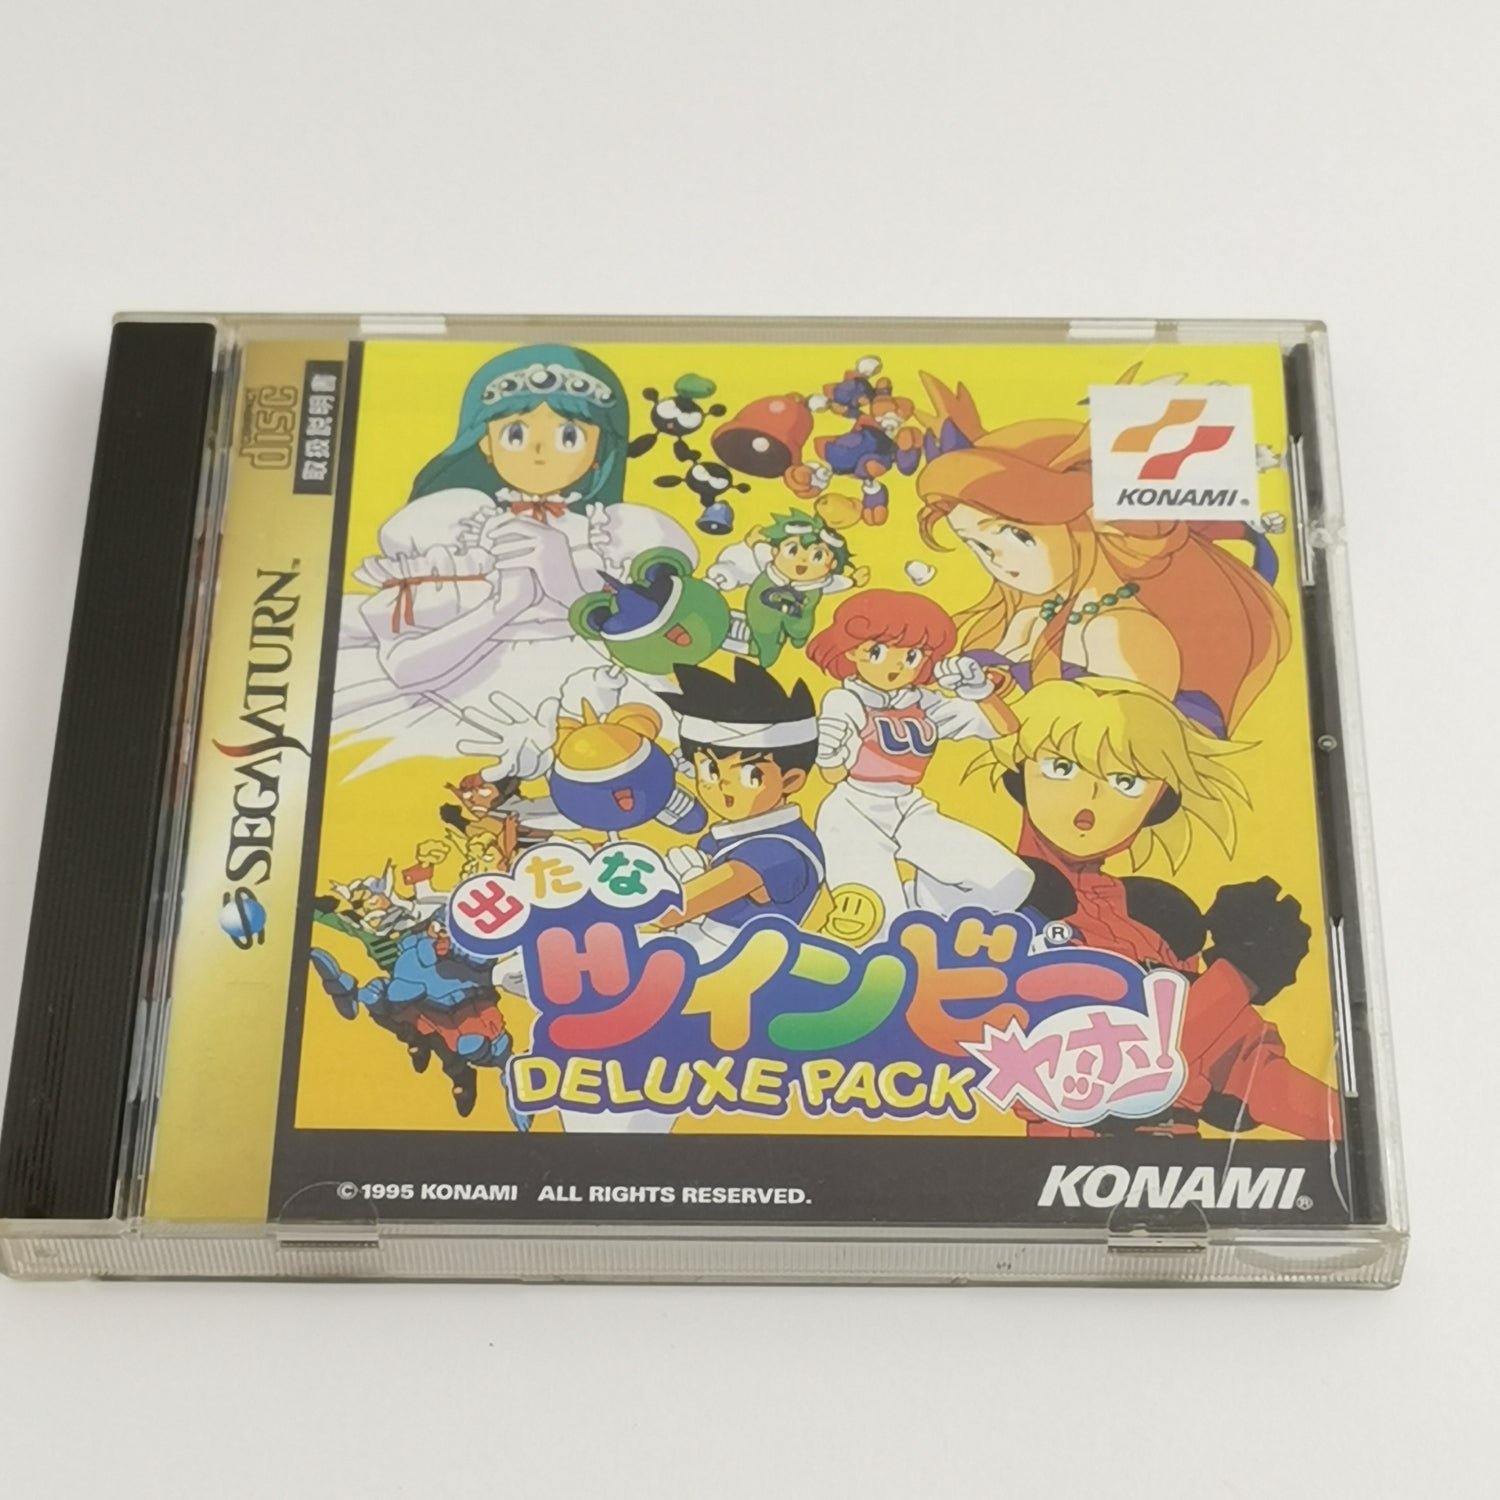 disc
取扱説明書
SEGA SATURN™
KONAMI®
出たな
ツインビー®
ヤッホー!
DELUXE PACK
© 1995 KONAMI ALL RIGHTS RESERVED.
KONAMI®